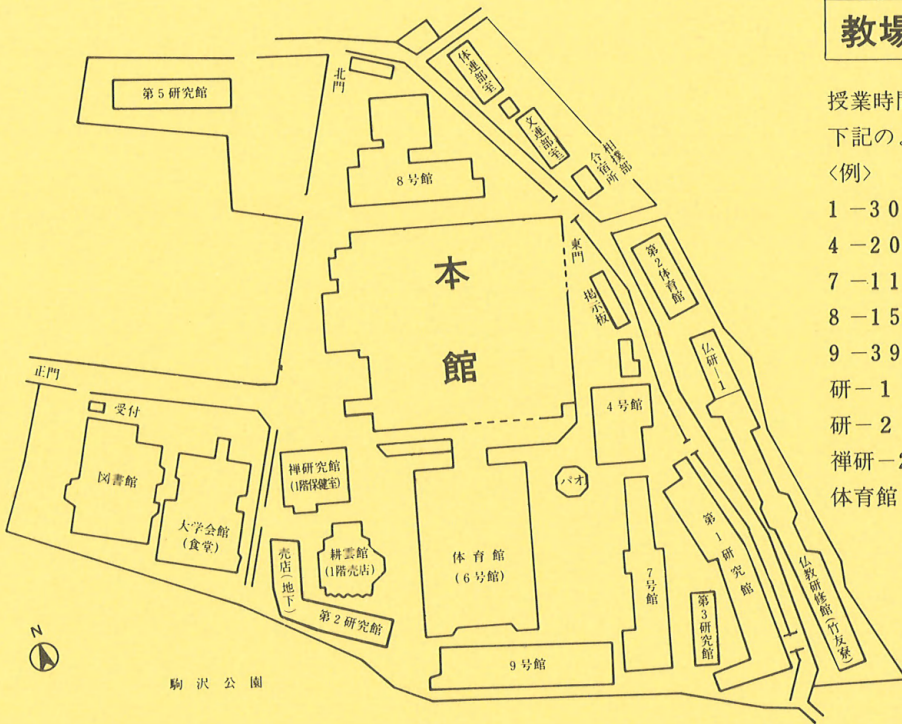 教場
授業時
下記の
〈例〉
1－30
4－20
7－11
8－15
9－39
研－1
研－2
禅研－2
体育館
第5研究館
北門
8号館
体連部室
文連部室
相撲部
合宿所
本館
東門
掲示板
第2体育館
仏研－1
正門
受付
図書館
大学会館
(食堂)
禅研究館
(1階保健室)
耕雲館
(1階売店)
売店(地下)
第2研究館
体育館
(6号館)
4号館
パオ
7号館
第1研究館
第3研究館
仏教研修館(竹友寮)
9号館
N
駒沢公園